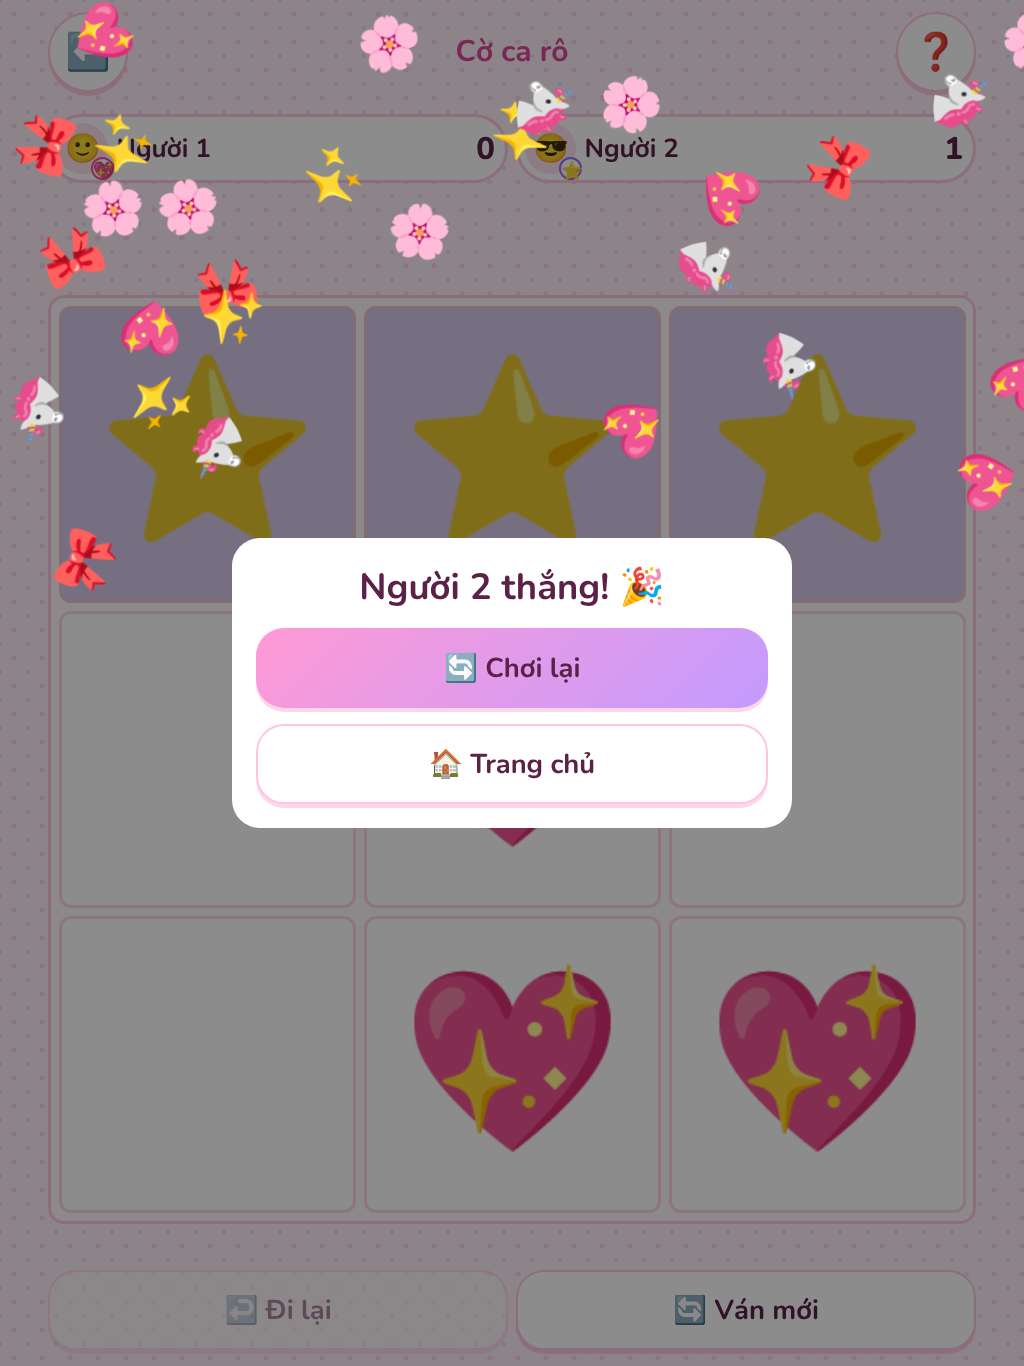 Cờ ca rô
Người 1 0
Người 2 1
Người 2 thắng!
Chơi lại
Trang chủ
Đi lại
Ván mới